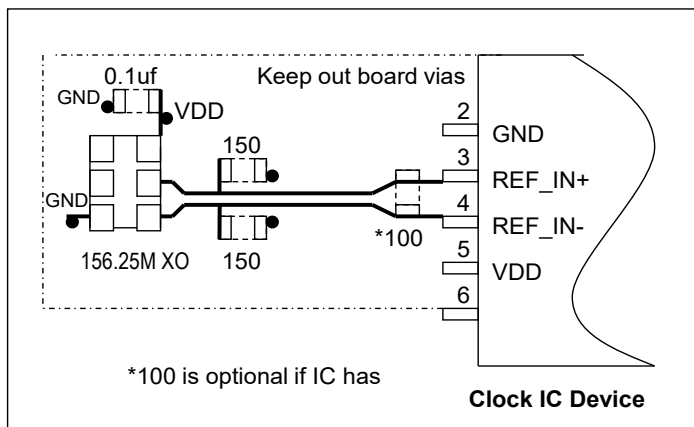 0.1uf
Keep out board vias
GND
VDD
2
GND
150
3
REF_IN+
GND
4
REF_IN-
*100
156.25M XO
150
5
VDD
6
*100 is optional if IC has
Clock IC Device